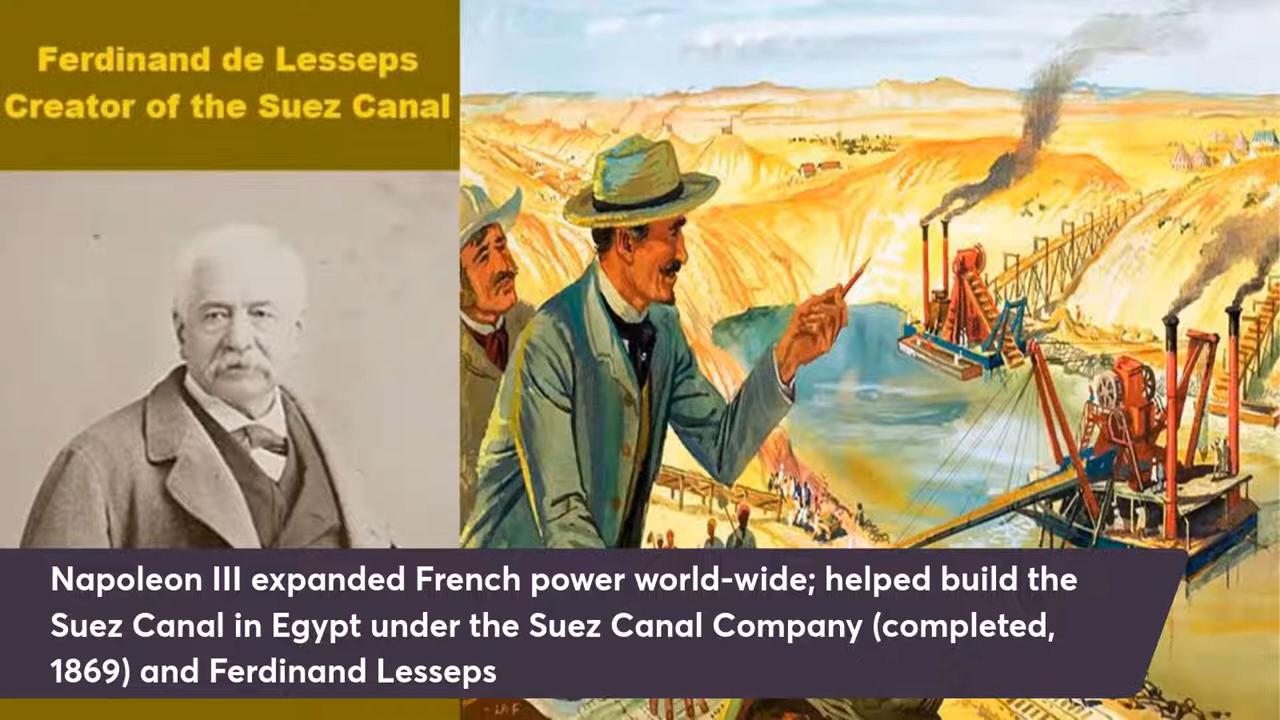 Ferdinand de Lesseps
Creator of the Suez Canal
Napoleon III expanded French power world-wide; helped build the
Suez Canal in Egypt under the Suez Canal Company (completed,
1869) and Ferdinand Lesseps